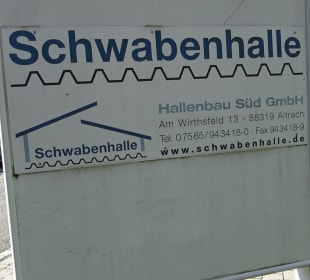 Schwabenhalle
Hallenbau Süd GmbH
Am Wirthsfeld 13 - 88319 Aitrach
Tel. 07565/943418-0 - Fax 943418-9
www.schwabenhalle.de
Schwabenhalle